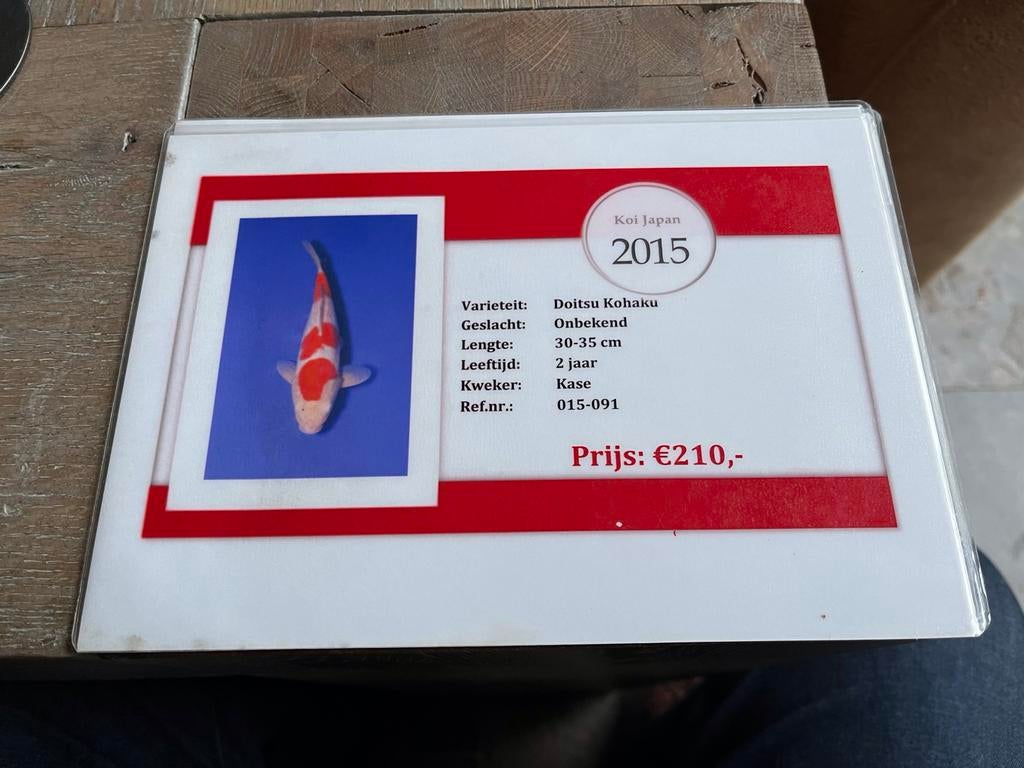 Koi Japan
2015
Varieteit: Doitsu Kohaku
Geslacht: Onbekend
Lengte: 30-35 cm
Leeftijd: 2 jaar
Kweker: Kase
Ref.nr.: 015-091
Prijs: €210,-